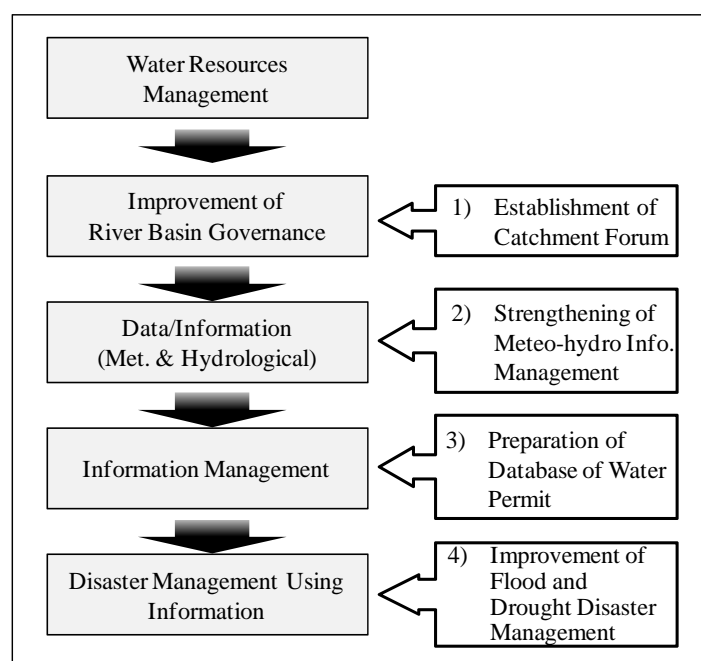 Water Resources
Management
Improvement of
River Basin Governance
1) Establishment of
Catchment Forum
Data/Information
(Met. & Hydrological)
2) Strengthening of
Meteo-hydro Info.
Management
Information Management
3) Preparation of
Database of Water
Permit
Disaster Management Using
Information
4) Improvement of
Flood and
Drought Disaster
Management